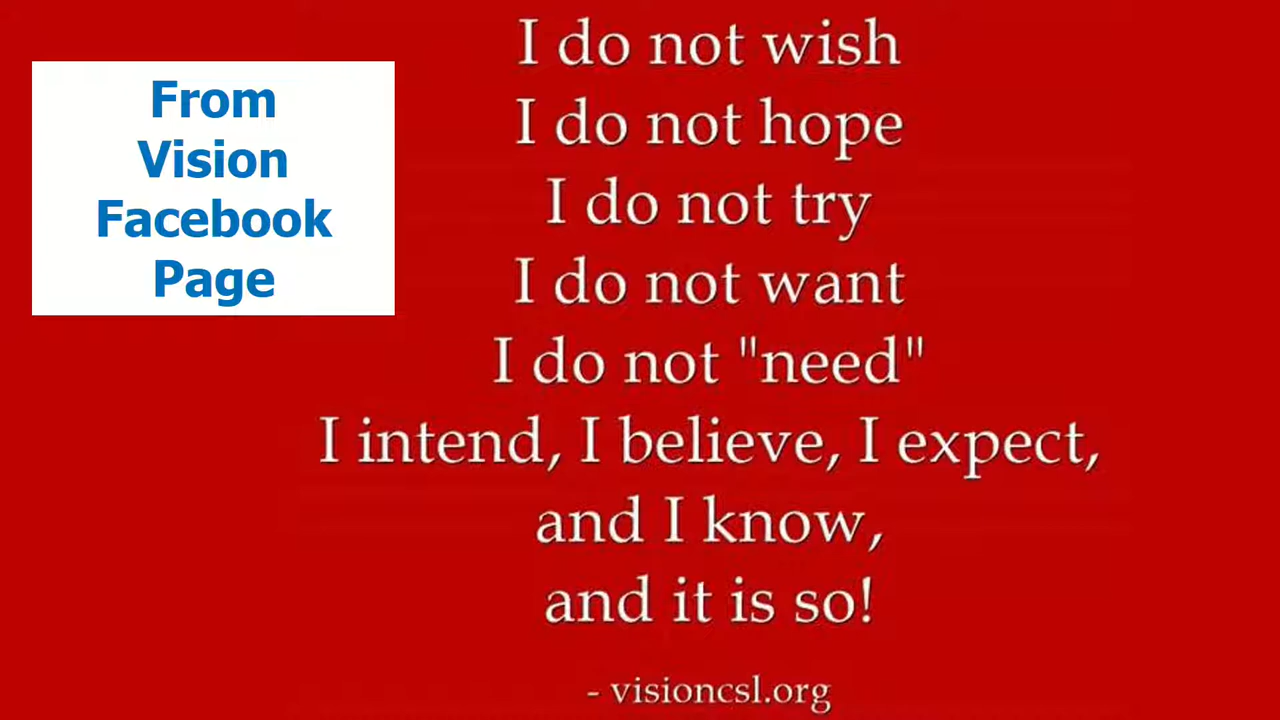 From
Vision
Facebook
Page
I do not wish
I do not hope
I do not try
I do not want
I do not "need"
I intend, I believe, I expect,
and I know,
and it is so!
- visioncsl.org